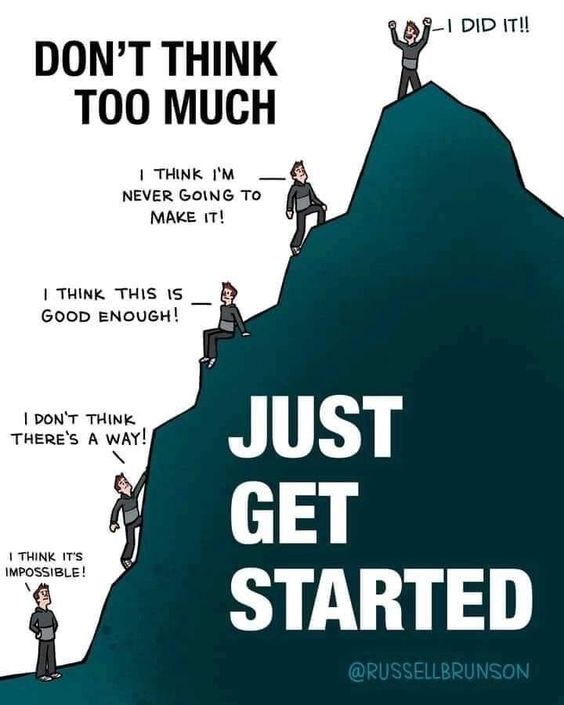 DON'T THINK
TOO MUCH
I DID IT!!
I THINK I'M
NEVER GOING TO
MAKE IT!
I THINK THIS IS
GOOD ENOUGH!
I DON'T THINK
THERE'S A WAY!
I THINK IT'S
IMPOSSIBLE!
JUST
GET
STARTED
@RUSSELLBRUNSON